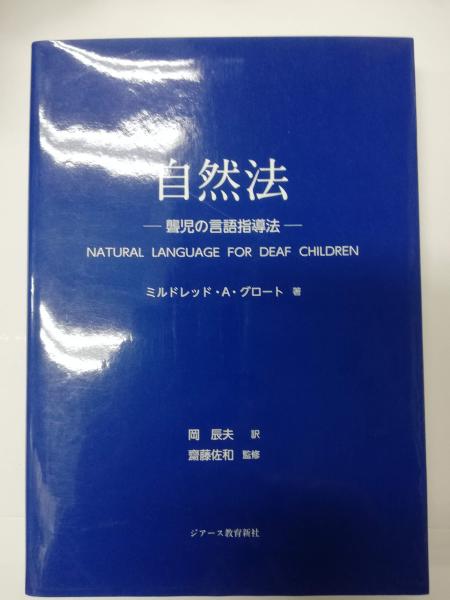 自然法
―聾児の言語指導法―
NATURAL LANGUAGE FOR DEAF CHILDREN
ミルドレッド・A・グロート 著
岡 辰夫 訳
齋藤佐和 監修
ジアース教育新社